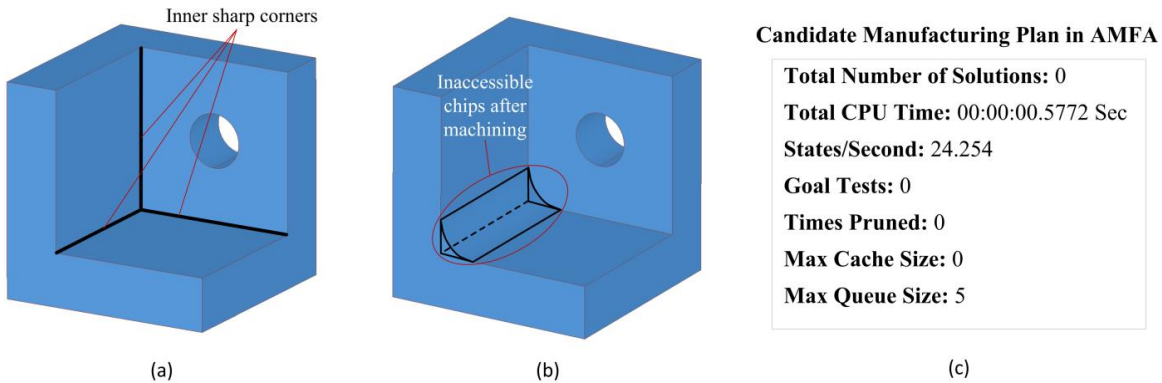 Inner sharp corners
Inaccessible
chips after
machining
Candidate Manufacturing Plan in AMFA
Total Number of Solutions: 0
Total CPU Time: 00:00:00.5772 Sec
States/Second: 24.254
Goal Tests: 0
Times Pruned: 0
Max Cache Size: 0
Max Queue Size: 5
(a)
(b)
(c)